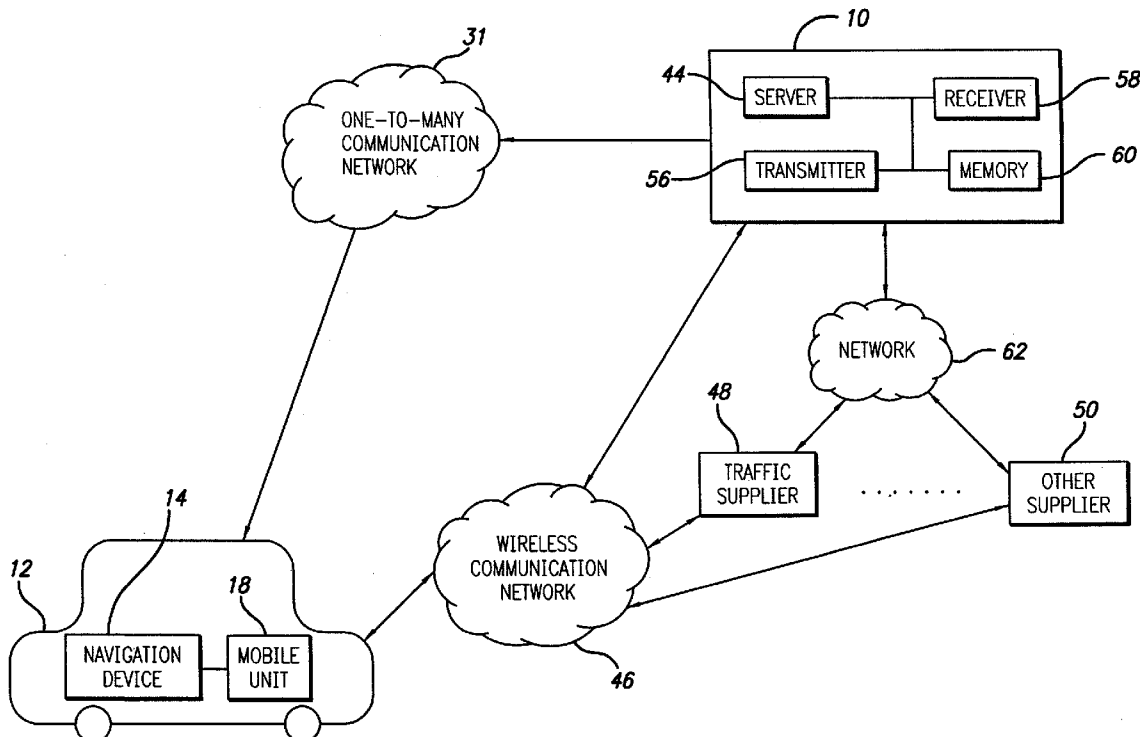 10
31
44
SERVER
RECEIVER
58
ONE-TO-MANY
COMMUNICATION
NETWORK
56
TRANSMITTER
MEMORY
60
NETWORK
62
48
TRAFFIC
SUPPLIER
.......
50
OTHER
SUPPLIER
14
12
18
WIRELESS
COMMUNICATION
NETWORK
NAVIGATION
DEVICE
MOBILE
UNIT
46